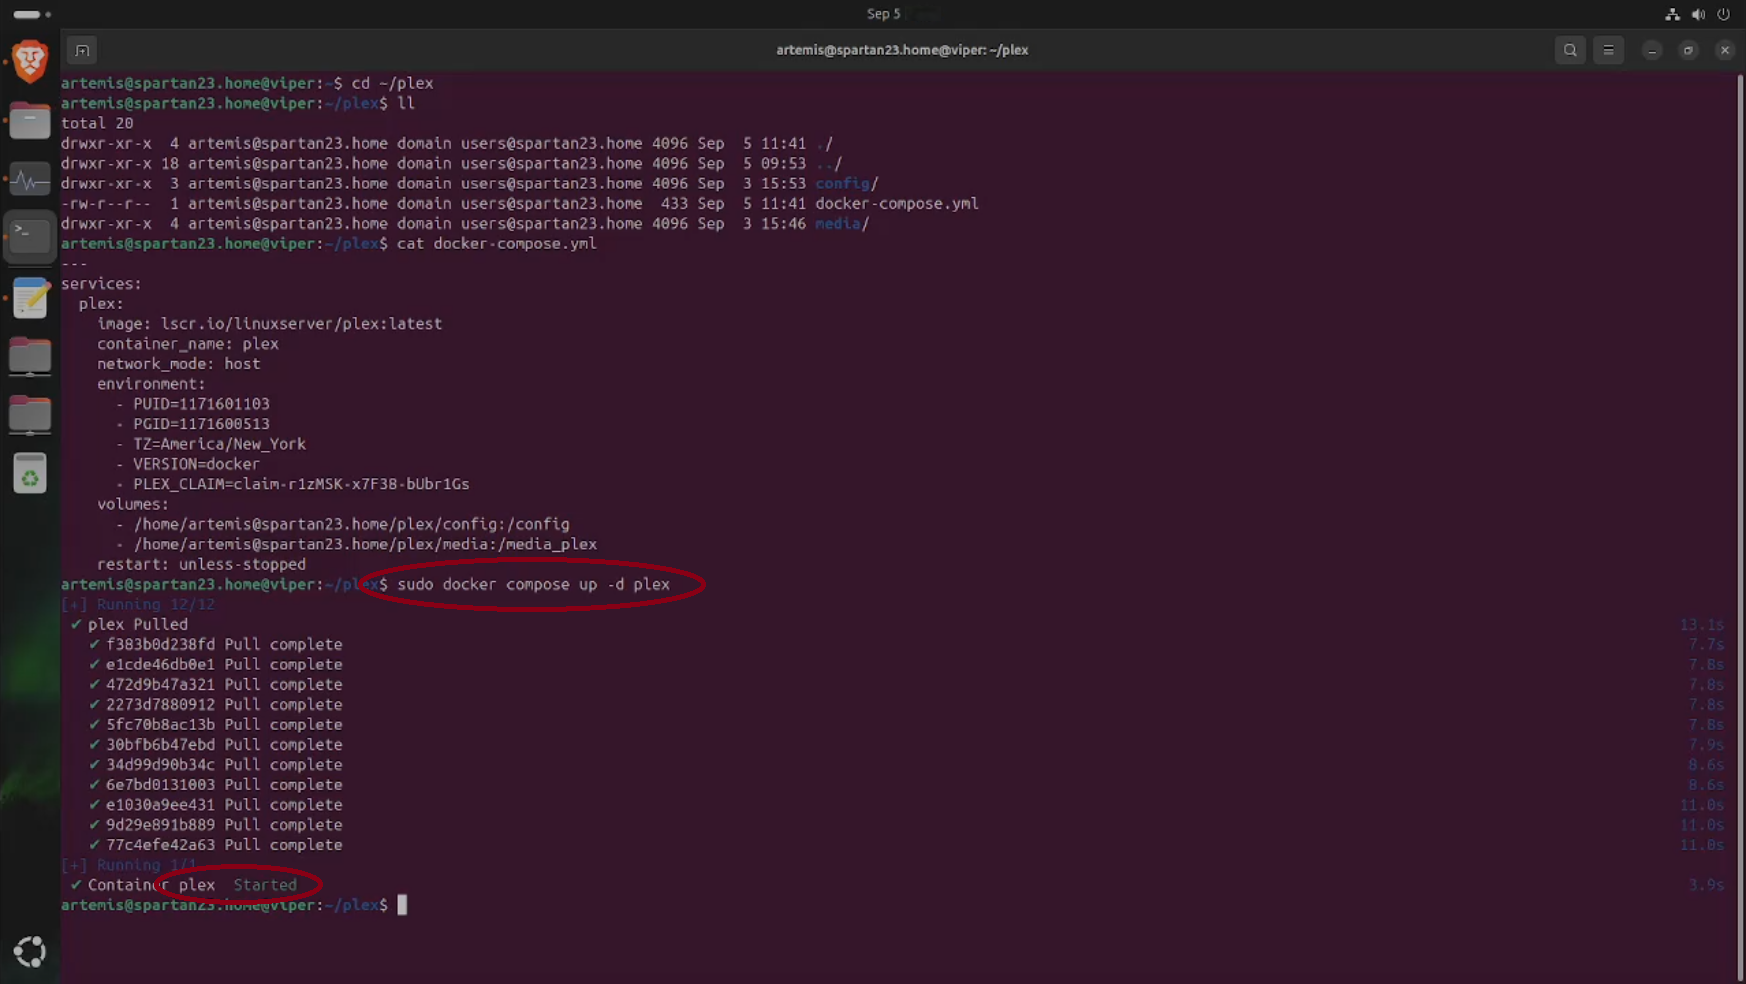 Sep 5
artemis@spartan23.home@viper: ~/plex
artemis@spartan23.home@viper:~$ cd ~/plex
artemis@spartan23.home@viper:~/plex$ ll
total 20
drwxr-xr-x  4 artemis@spartan23.home domain users@spartan23.home 4096 Sep  5 11:41 ./
drwxr-xr-x 18 artemis@spartan23.home domain users@spartan23.home 4096 Sep  5 09:53 ../
drwxr-xr-x  3 artemis@spartan23.home domain users@spartan23.home 4096 Sep  3 15:53 config/
-rw-r--r--  1 artemis@spartan23.home domain users@spartan23.home  433 Sep  5 11:41 docker-compose.yml
drwxr-xr-x  4 artemis@spartan23.home domain users@spartan23.home 4096 Sep  3 15:46 media/
artemis@spartan23.home@viper:~/plex$ cat docker-compose.yml
---
services:
  plex:
    image: lscr.io/linuxserver/plex:latest
    container_name: plex
    network_mode: host
    environment:
      - PUID=1171601103
      - PGID=1171600513
      - TZ=America/New_York
      - VERSION=docker
      - PLEX_CLAIM=claim-r1zMSK-x7F38-bUbr1Gs
    volumes:
      - /home/artemis@spartan23.home/plex/config:/config
      - /home/artemis@spartan23.home/plex/media:/media_plex
    restart: unless-stopped
artemis@spartan23.home@viper:~/plex$ sudo docker compose up -d plex
[+] Running 12/12
 ✔ plex Pulled 13.1s
   ✔ f383b0d238fd Pull complete 7.7s
   ✔ e1cde46db0e1 Pull complete 7.8s
   ✔ 472d9b47a321 Pull complete 7.8s
   ✔ 2273d7880912 Pull complete 7.8s
   ✔ 5fc70b8ac13b Pull complete 7.8s
   ✔ 30bfb6b47ebd Pull complete 7.9s
   ✔ 34d99d90b34c Pull complete 8.6s
   ✔ 6e7bd0131003 Pull complete 8.6s
   ✔ e1030a9ee431 Pull complete 11.0s
   ✔ 9d29e891b889 Pull complete 11.0s
   ✔ 77c4efe42a63 Pull complete 11.0s
[+] Running 1/1
 ✔ Container plex  Started 3.9s
artemis@spartan23.home@viper:~/plex$